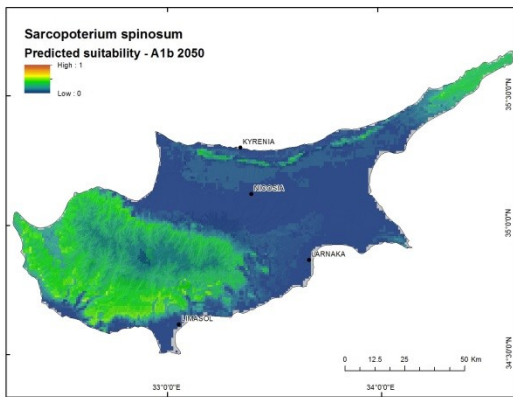 Sarcopoterium spinosum
Predicted suitability - A1b 2050
High : 1
Low : 0
35°30'0"N
KYRENIA
NICOSIA
35°0'0"N
LARNAKA
LIMASOL
0 12.5 25 50 Km
34°30'0"N
33°0'0"E 34°0'0"E